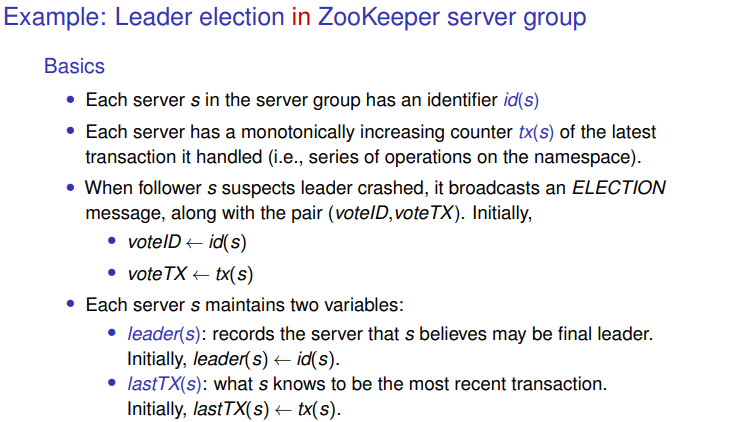 Example: Leader election in ZooKeeper server group
Basics
• Each server s in the server group has an identifier id(s)
• Each server has a monotonically increasing counter tx(s) of the latest
transaction it handled (i.e., series of operations on the namespace).
• When follower s suspects leader crashed, it broadcasts an ELECTION
message, along with the pair (voteID,voteTX). Initially,
• voteID ← id(s)
• voteTX ← tx(s)
• Each server s maintains two variables:
• leader(s): records the server that s believes may be final leader.
Initially, leader(s) ← id(s).
• lastTX(s): what s knows to be the most recent transaction.
Initially, lastTX(s) ← tx(s).